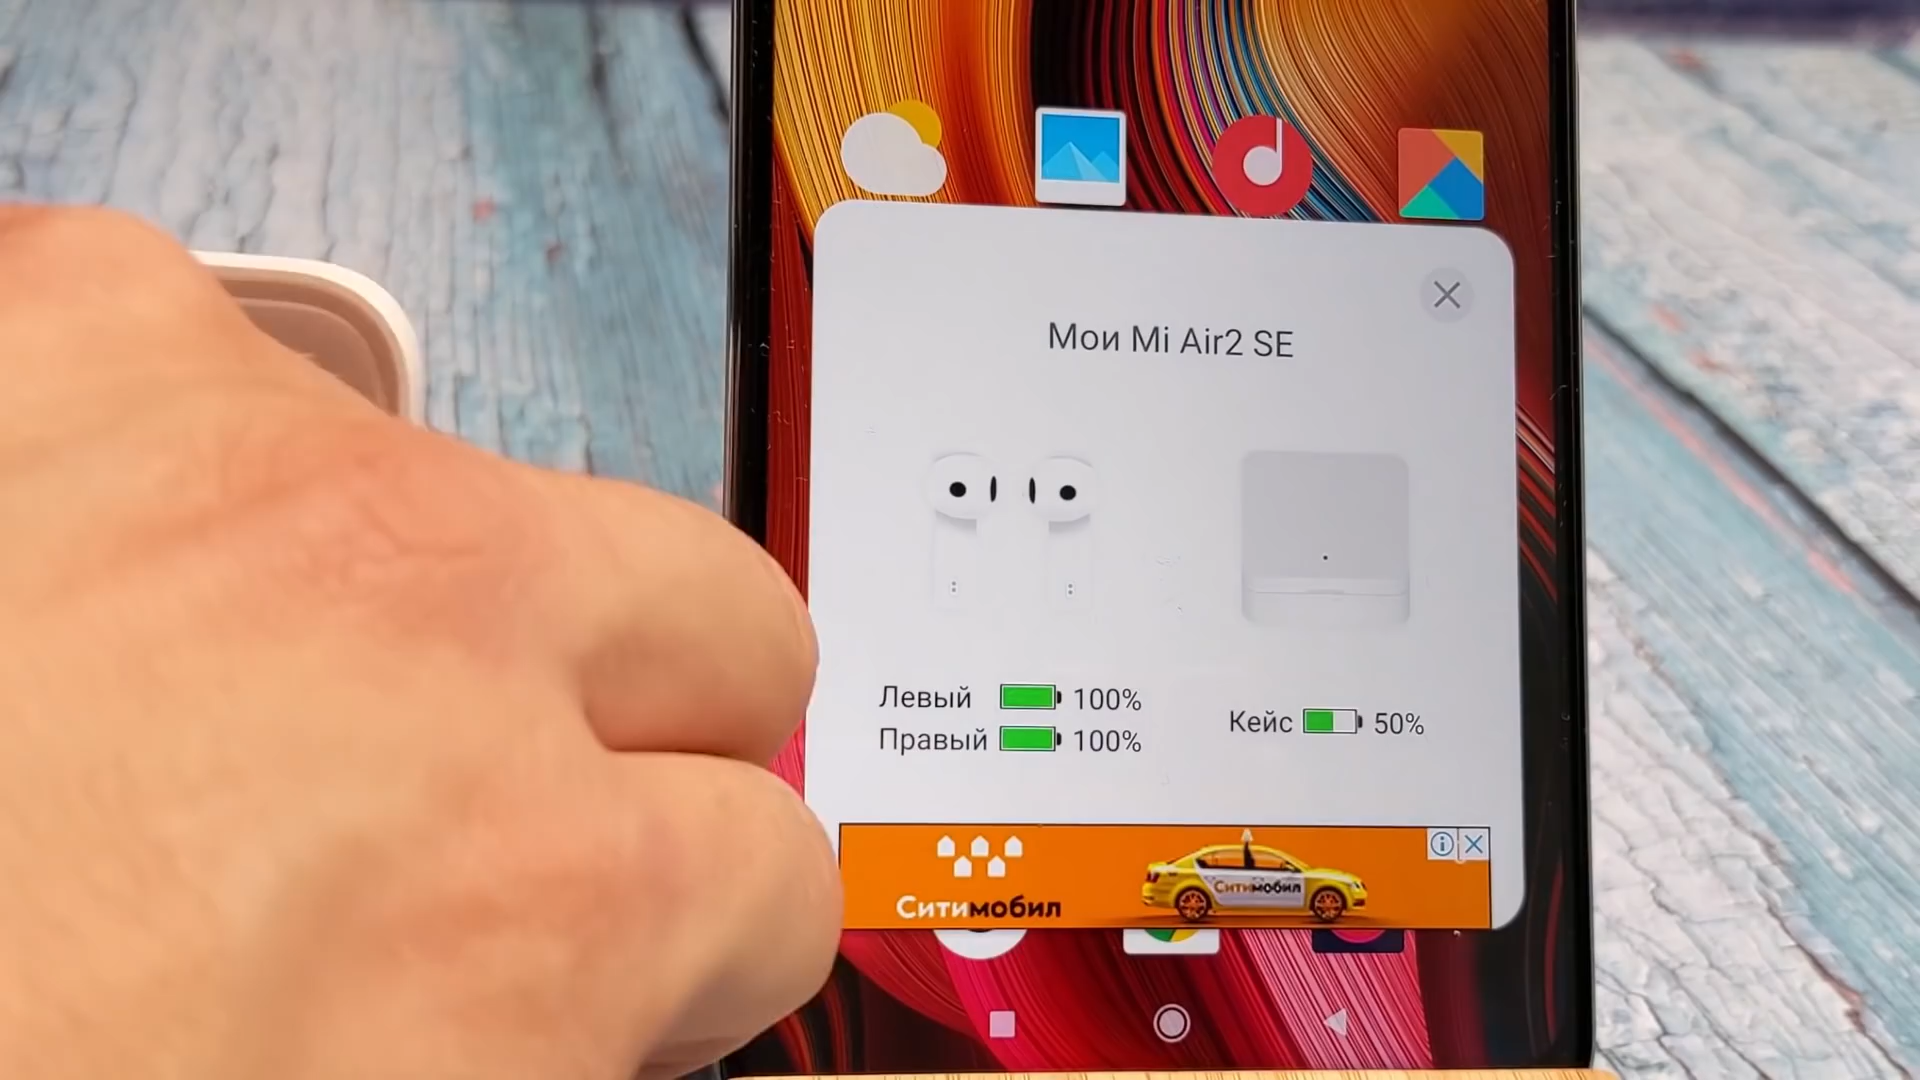 Мои Mi Air2 SE
Левый 100%
Правый 100%
Кейс 50%
Ситимобил
Ситимобил